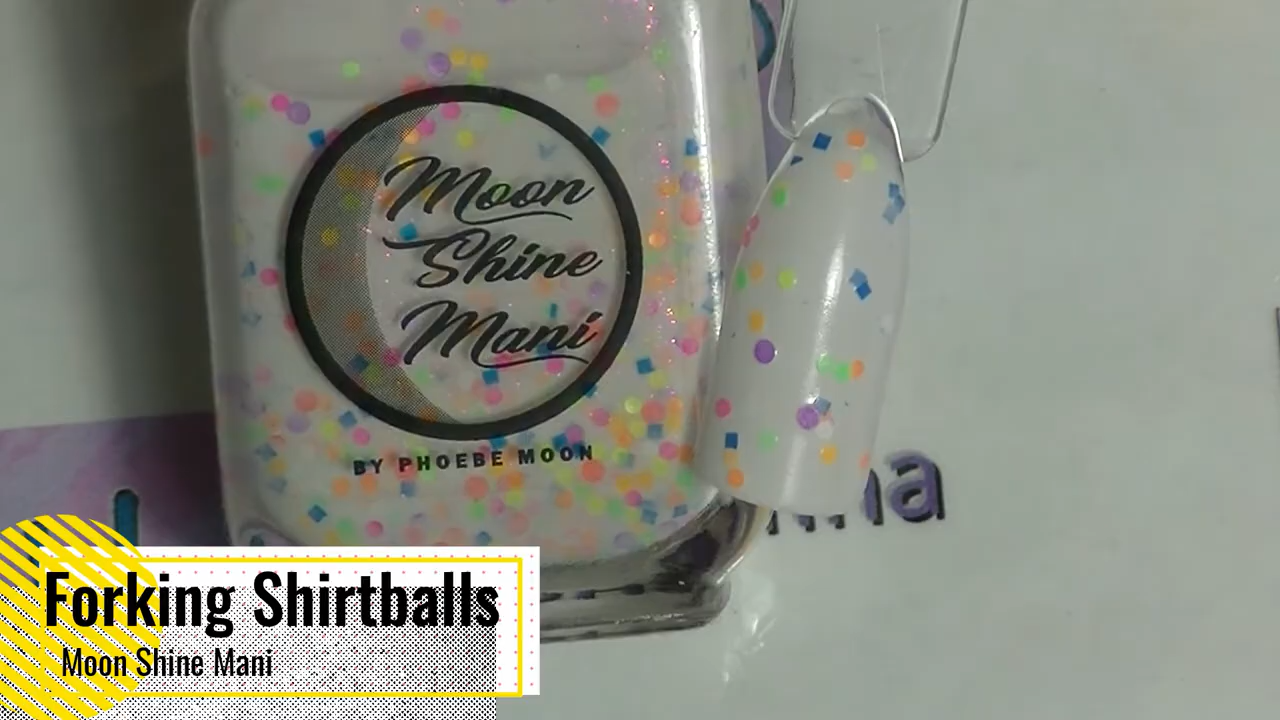 Moon
Shine
Mani
BY PHOEBE MOON
Forking Shirtballs
Moon Shine Mani